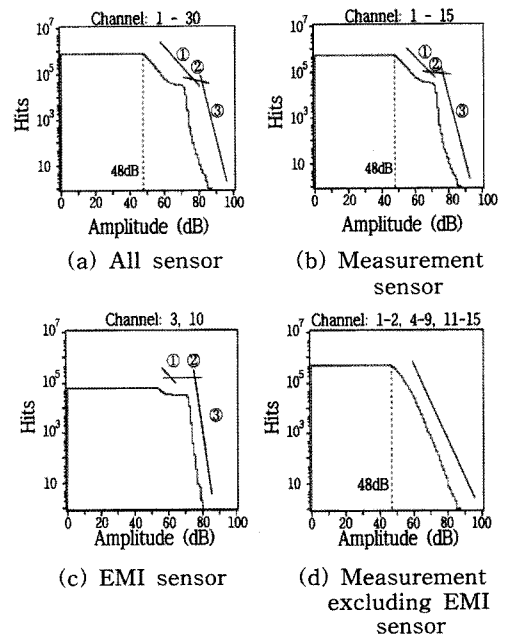 Channel: 1 - 30
10^7
10^5
10^3
10
Hits
① ②
③
48dB
0 20 40 60 80 100
Amplitude (dB)
(a) All sensor
Channel: 1 - 15
10^7
10^5
10^3
10
Hits
①
②
③
48dB
0 20 40 60 80 100
Amplitude (dB)
(b) Measurement
sensor
Channel: 3, 10
10^7
10^5
10^3
10
Hits
① ②
③
0 20 40 60 80 100
Amplitude (dB)
(c) EMI sensor
Channel: 1-2, 4-9, 11-15
10^7
10^5
10^3
10
Hits
48dB
0 20 40 60 80 100
Amplitude (dB)
(d) Measurement
excluding EMI
sensor